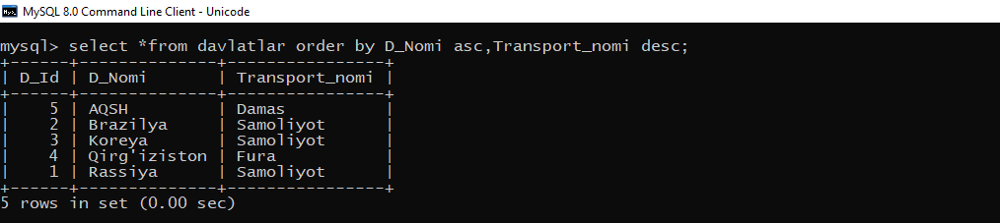 MySQL 8.0 Command Line Client - Unicode
mysql> select *from davlatlar order by D_Nomi asc,Transport_nomi desc;
+------+--------------+----------------+
| D_Id | D_Nomi       | Transport_nomi |
+------+--------------+----------------+
|    5 | AQSH         | Damas          |
|    2 | Brazilya     | Samoliyot      |
|    3 | Koreya       | Samoliyot      |
|    4 | Qirg'iziston | Fura           |
|    1 | Rassiya      | Samoliyot      |
+------+--------------+----------------+
5 rows in set (0.00 sec)